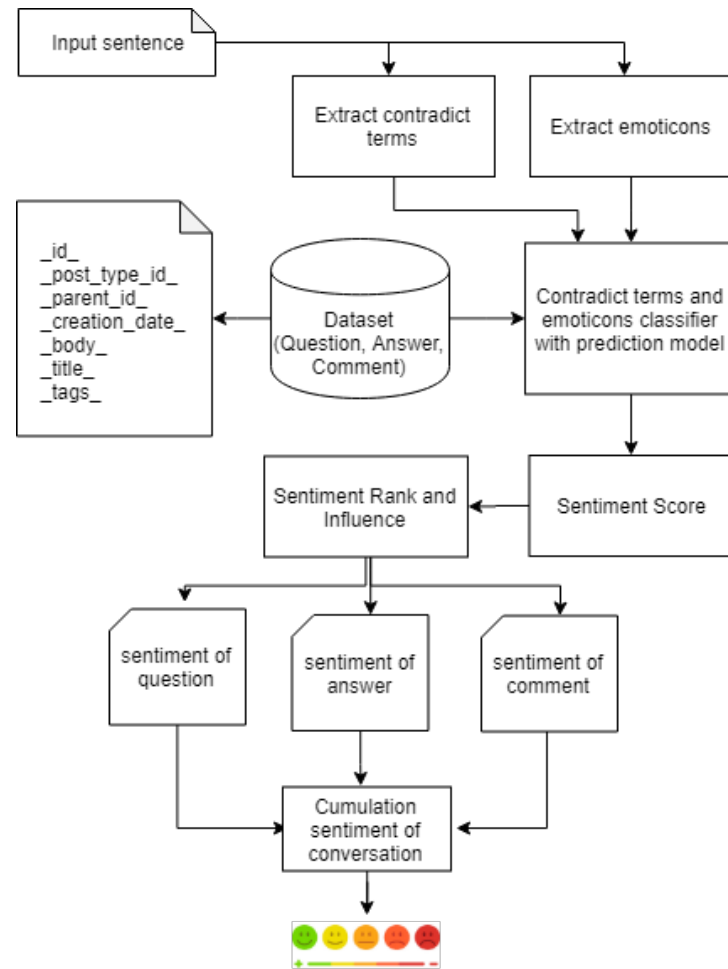 Input sentence
Extract contradict
terms
Extract emoticons
_id_
_post_type_id_
_parent_id_
_creation_date_
_body_
_title_
_tags_
Dataset
(Question, Answer,
Comment)
Contradict terms and
emoticons classifier
with prediction model
Sentiment Rank and
Influence
Sentiment Score
sentiment of
question
sentiment of
answer
sentiment of
comment
Cumulation
sentiment of
conversation